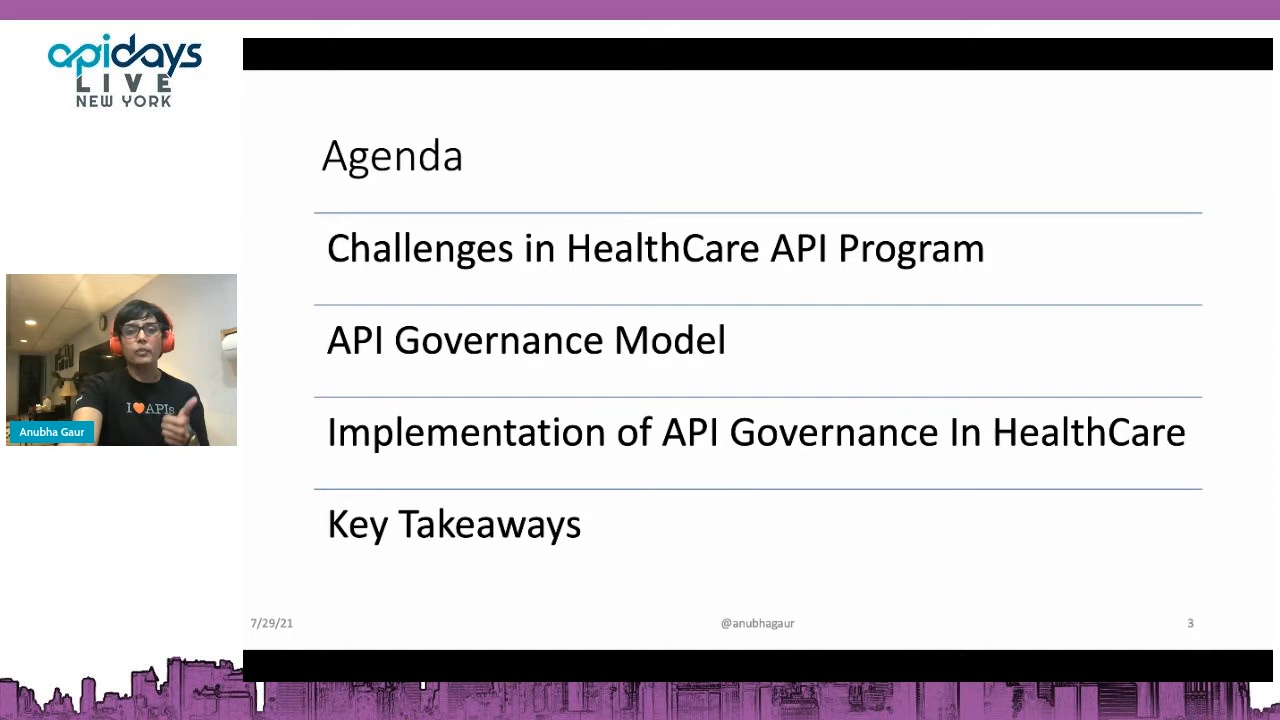 apidays
LIVE
NEW YORK
Agenda
Challenges in HealthCare API Program
API Governance Model
Implementation of API Governance In HealthCare
Key Takeaways
I ❤ APIs
Anubha Gaur
7/29/21
@anubhagaur
3